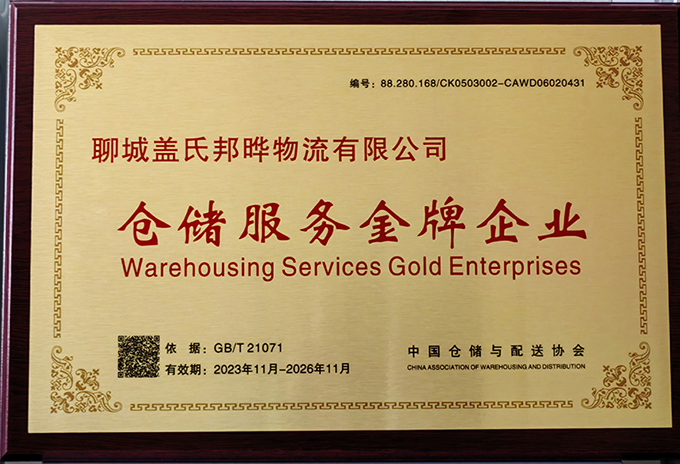 编号：88.280.168/CK0503002-CAWD06020431
聊城盖氏邦晔物流有限公司
仓储服务金牌企业
Warehousing Services Gold Enterprises
依 据：GB/T 21071
有效期：2023年11月-2026年11月
中国仓储与配送协会
CHINA ASSOCIATION OF WAREHOUSING AND DISTRIBUTION